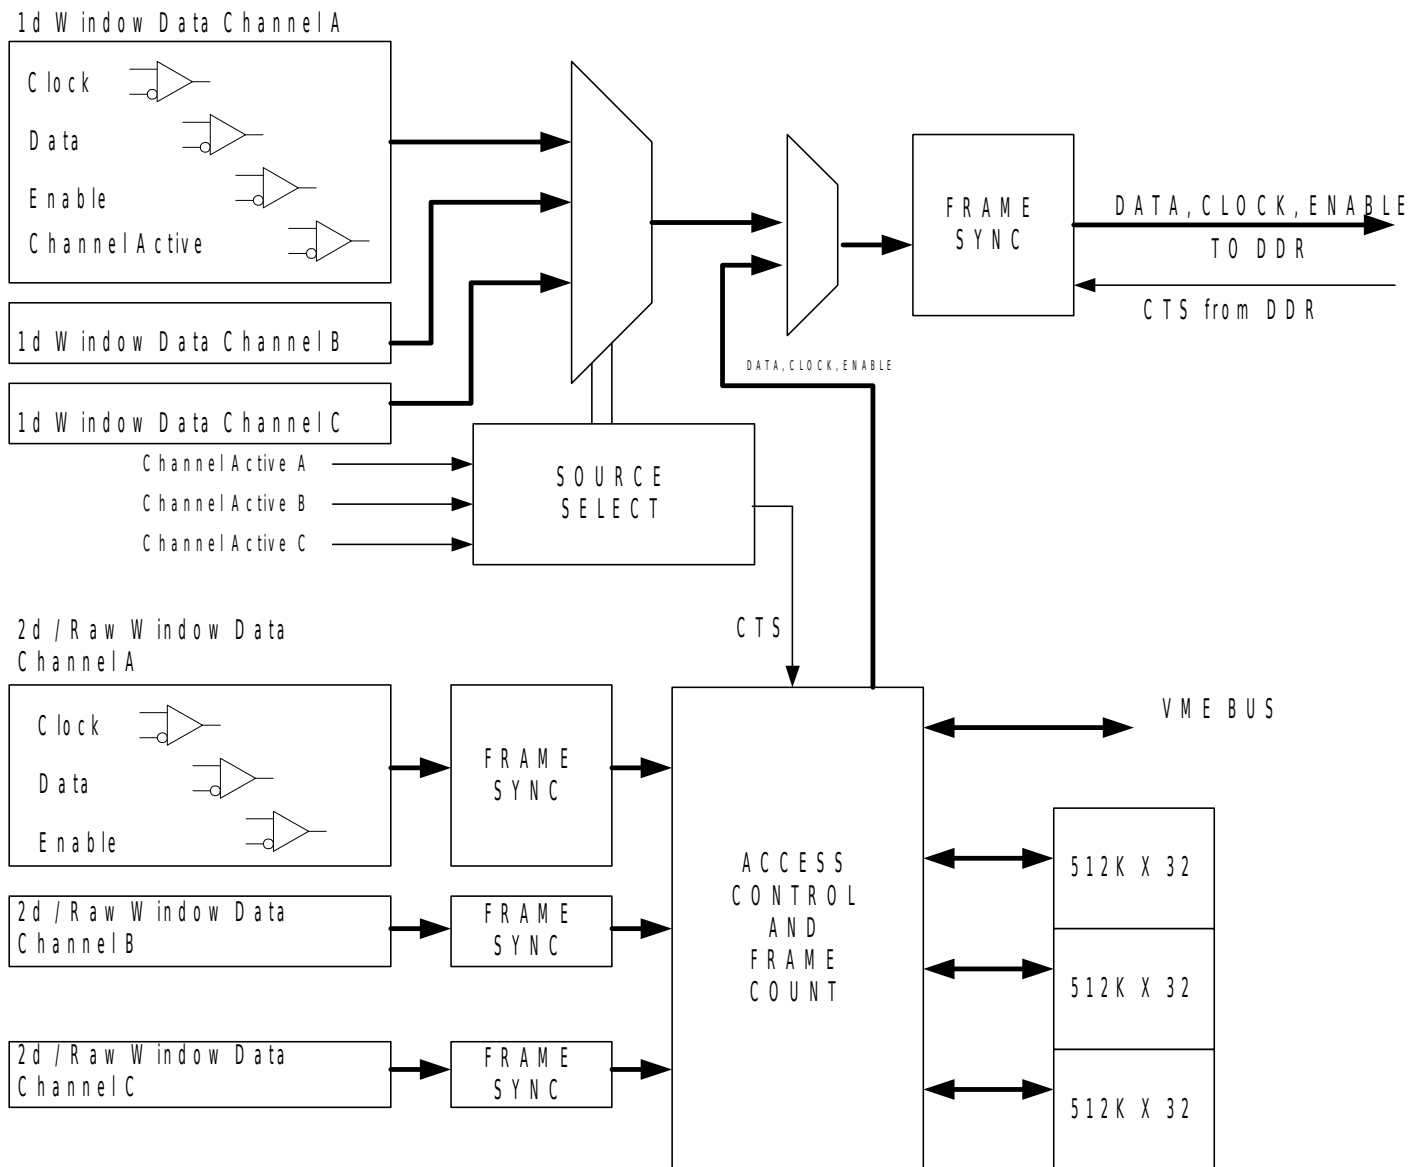 1d Window Data Channel A
Clock
Data
Enable
Channel Active
1d Window Data Channel B
1d Window Data Channel C
Channel Active A
Channel Active B
Channel Active C
SOURCE
SELECT
DATA, CLOCK, ENABLE
FRAME
SYNC
DATA, CLOCK, ENABLE
TO DDR
CTS from DDR
CTS
2d / Raw Window Data
Channel A
Clock
Data
Enable
FRAME
SYNC
2d / Raw Window Data
Channel B
FRAME
SYNC
2d / Raw Window Data
Channel C
FRAME
SYNC
ACCESS
CONTROL
AND
FRAME
COUNT
VME BUS
512K X 32
512K X 32
512K X 32